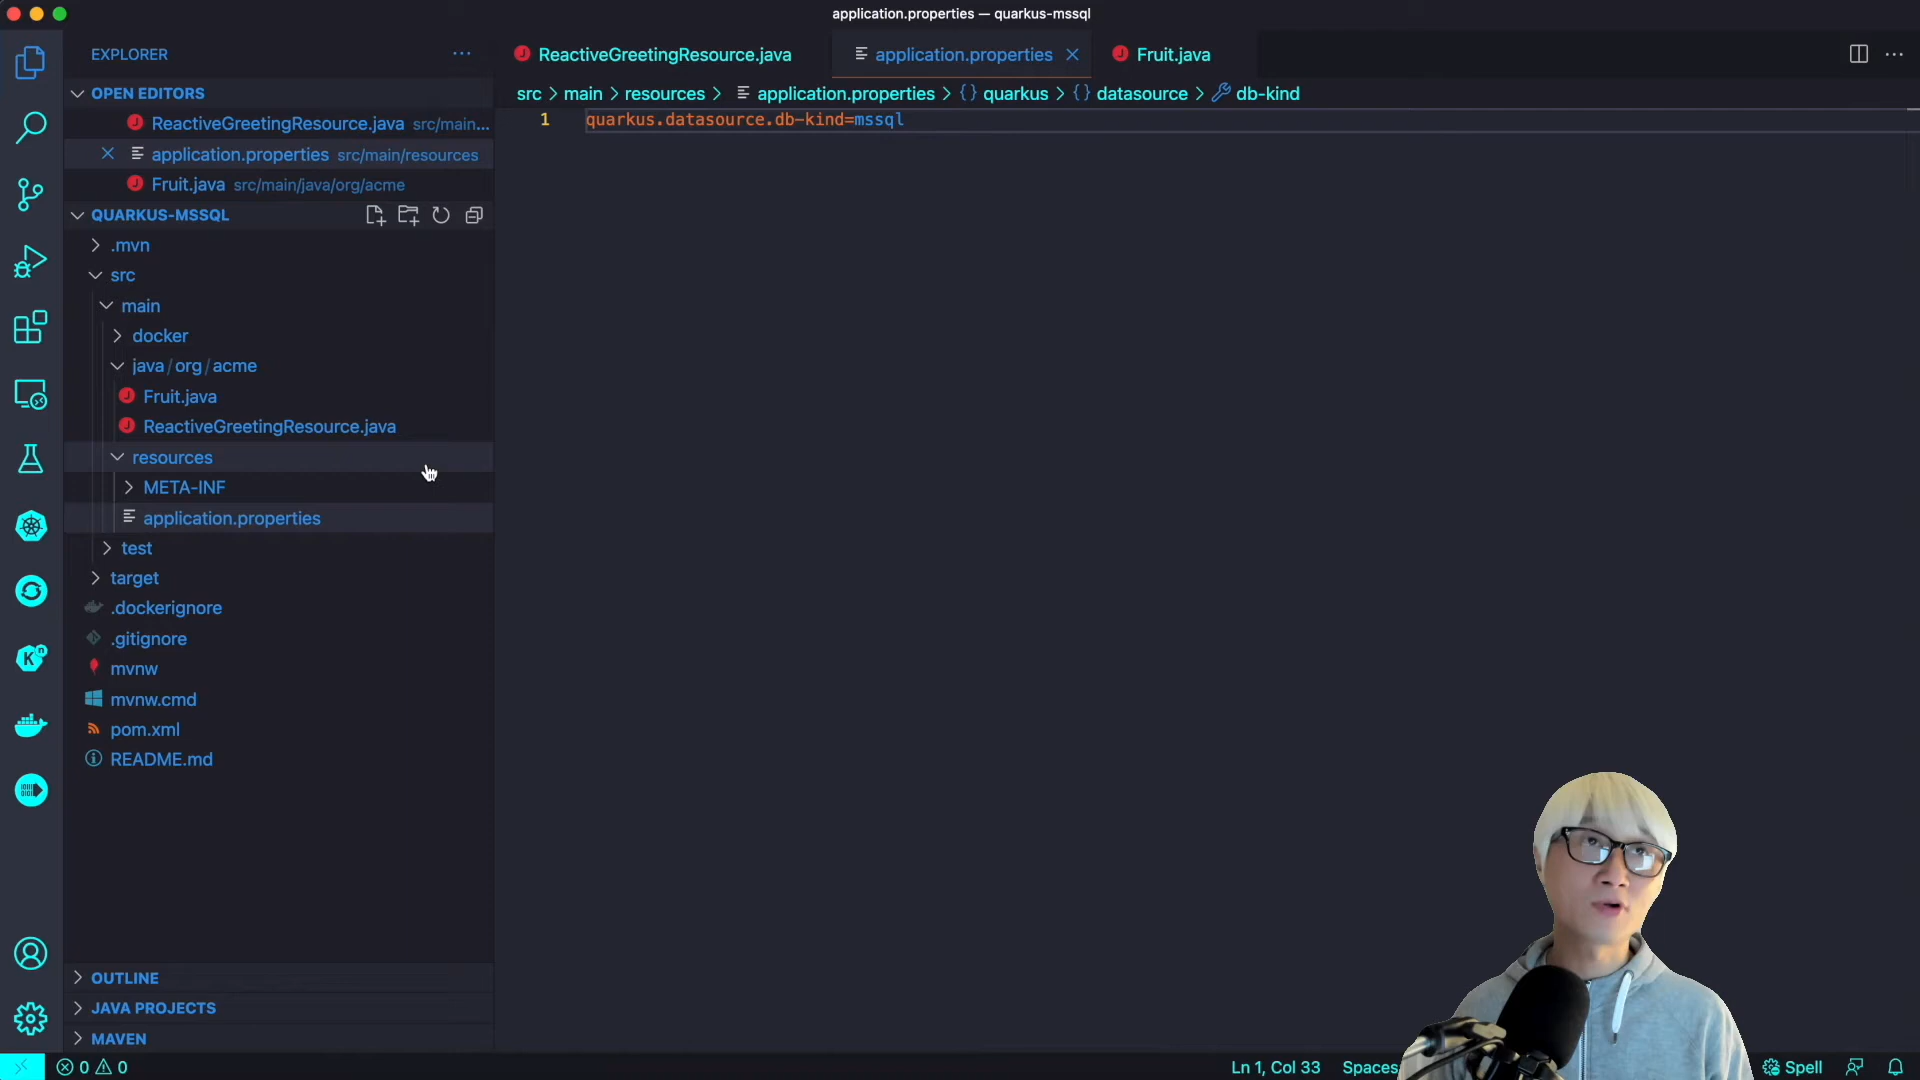 application.properties — quarkus-mssql
EXPLORER
ReactiveGreetingResource.java
application.properties
Fruit.java
OPEN EDITORS
src > main > resources > application.properties > {} quarkus > {} datasource > db-kind
ReactiveGreetingResource.java src/main...
1 quarkus.datasource.db-kind=mssql
application.properties src/main/resources
Fruit.java src/main/java/org/acme
QUARKUS-MSSQL
.mvn
src
main
docker
java/org/acme
Fruit.java
ReactiveGreetingResource.java
resources
META-INF
application.properties
test
target
.dockerignore
.gitignore
mvnw
mvnw.cmd
pom.xml
README.md
OUTLINE
JAVA PROJECTS
MAVEN
0 0
Ln 1, Col 33
Spaces
Spell